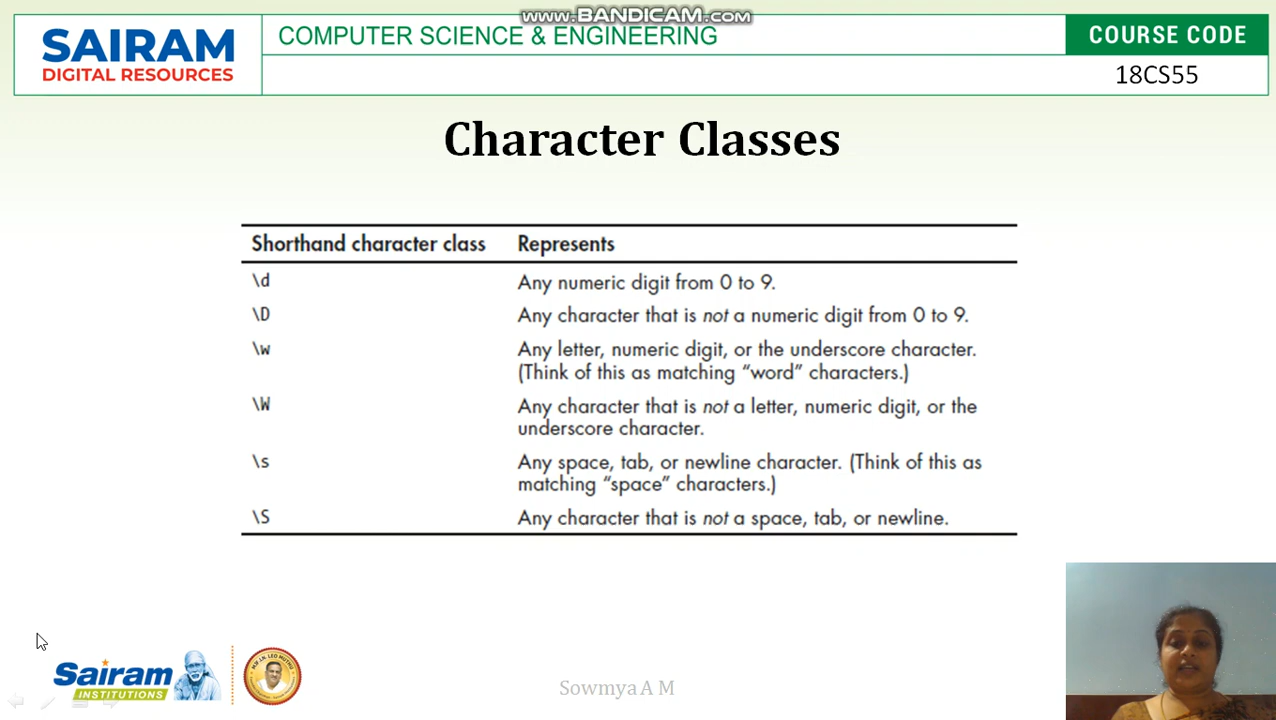 www.BANDICAM.com
SAIRAM
DIGITAL RESOURCES
COMPUTER SCIENCE & ENGINEERING
COURSE CODE
18CS55
Character Classes
Shorthand character class Represents
\d Any numeric digit from 0 to 9.
\D Any character that is not a numeric digit from 0 to 9.
\w Any letter, numeric digit, or the underscore character.
(Think of this as matching “word” characters.)
\W Any character that is not a letter, numeric digit, or the
underscore character.
\s Any space, tab, or newline character. (Think of this as
matching “space” characters.)
\S Any character that is not a space, tab, or newline.
Sairam
INSTITUTIONS
Sowmya A M